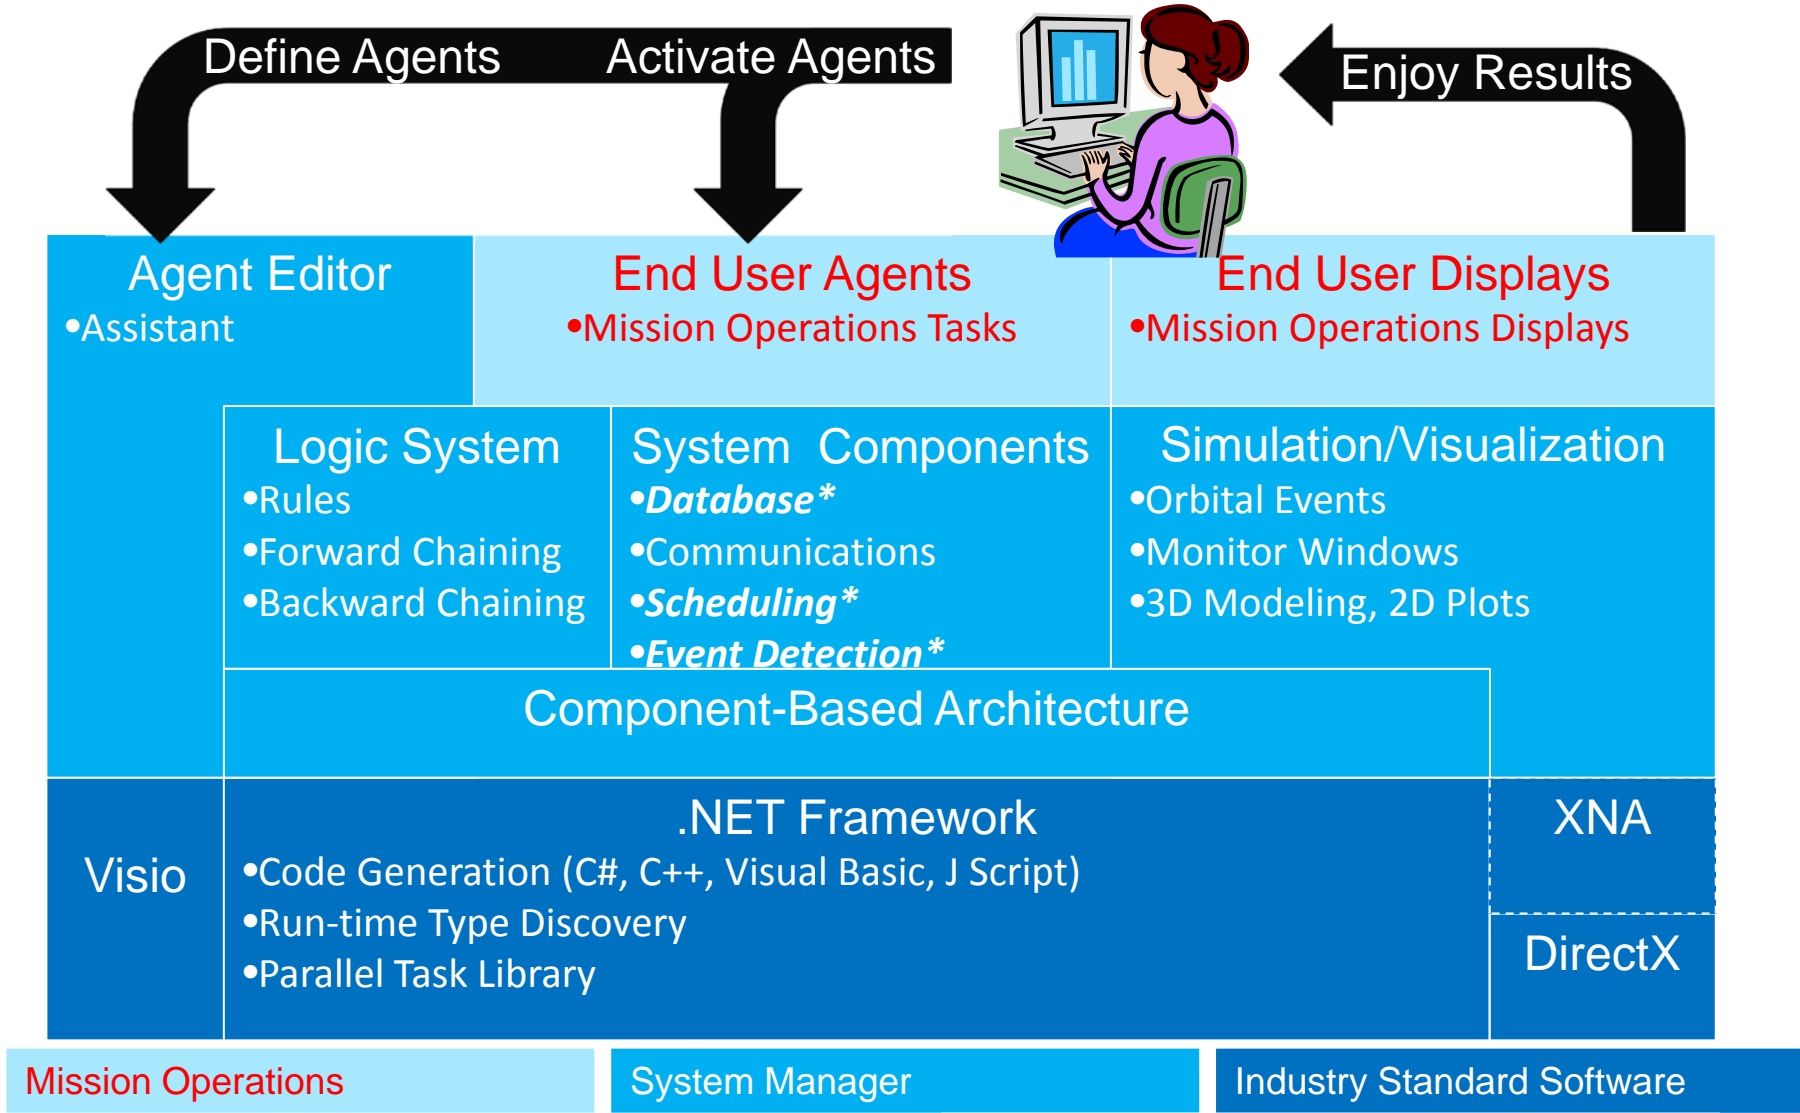 Define Agents
Activate Agents
Enjoy Results
Agent Editor
•Assistant
End User Agents
•Mission Operations Tasks
End User Displays
•Mission Operations Displays
Logic System
•Rules
•Forward Chaining
•Backward Chaining
System Components
•Database*
•Communications
•Scheduling*
•Event Detection*
Simulation/Visualization
•Orbital Events
•Monitor Windows
•3D Modeling, 2D Plots
Component-Based Architecture
Visio
.NET Framework
•Code Generation (C#, C++, Visual Basic, J Script)
•Run-time Type Discovery
•Parallel Task Library
XNA
DirectX
Mission Operations
System Manager
Industry Standard Software